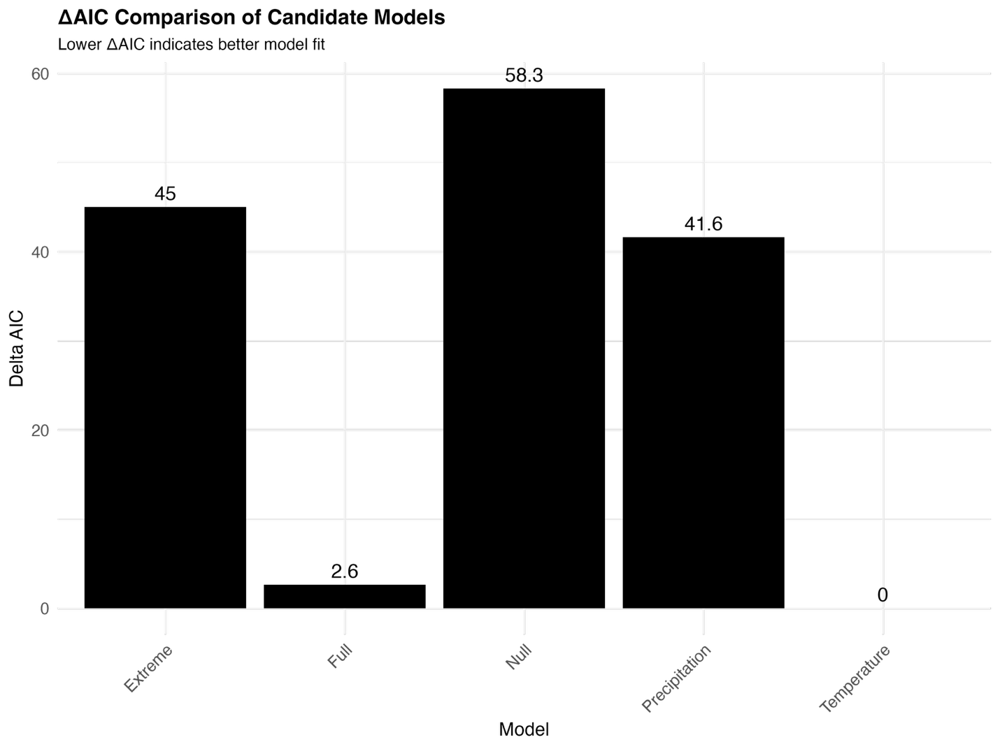 ΔAIC Comparison of Candidate Models
Lower ΔAIC indicates better model fit
60
58.3
45
41.6
40
Delta AIC
20
2.6
0
0
Extreme
Full
Null
Precipitation
Temperature
Model